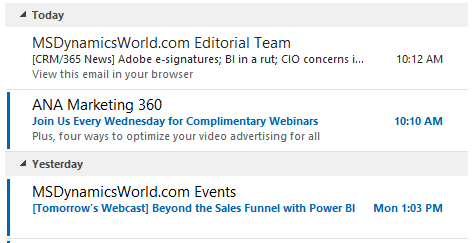 Today
MSDynamicsWorld.com Editorial Team
[CRM/365 News] Adobe e-signatures; BI in a rut; CIO concerns i... 10:12 AM
View this email in your browser
ANA Marketing 360
Join Us Every Wednesday for Complimentary Webinars 10:10 AM
Plus, four ways to optimize your video advertising for all
Yesterday
MSDynamicsWorld.com Events
[Tomorrow's Webcast] Beyond the Sales Funnel with Power BI Mon 1:03 PM